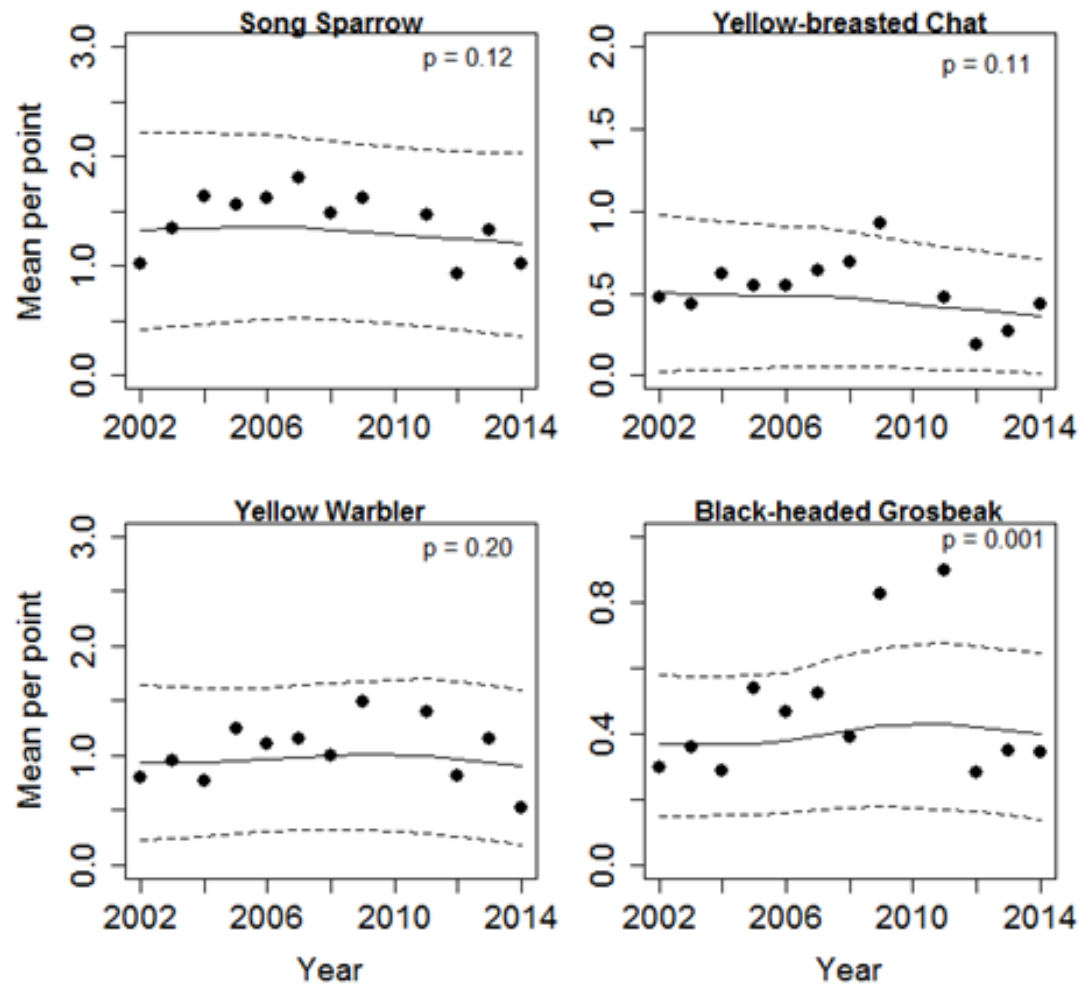 Song Sparrow
p = 0.12
Mean per point
3.0
2.0
1.0
0.0
2002 2006 2010 2014
Yellow-breasted Chat
p = 0.11
2.0
1.5
1.0
0.5
0.0
2002 2006 2010 2014
Yellow Warbler
p = 0.20
Mean per point
3.0
2.0
1.0
0.0
2002 2006 2010 2014
Year
Black-headed Grosbeak
p = 0.001
0.8
0.4
0.0
2002 2006 2010 2014
Year